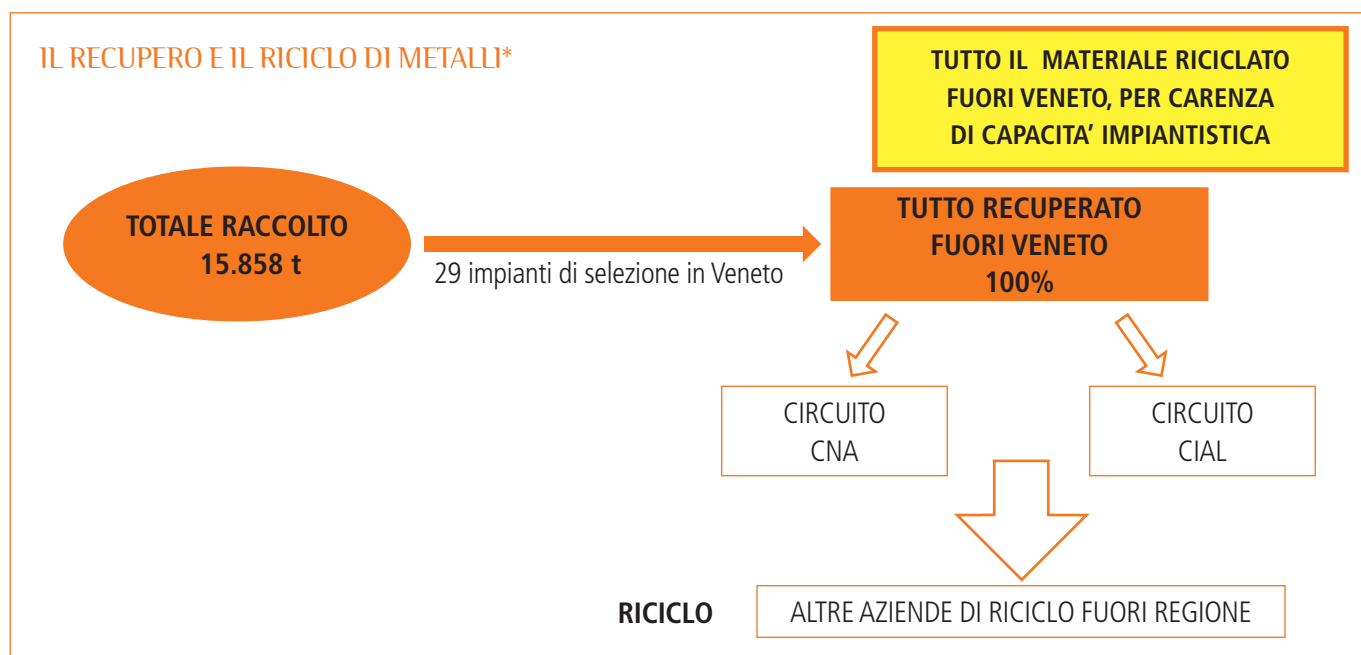 IL RECUPERO E IL RICICLO DI METALLI*
TUTTO IL MATERIALE RICICLATO
FUORI VENETO, PER CARENZA
DI CAPACITA' IMPIANTISTICA
TOTALE RACCOLTO
15.858 t
29 impianti di selezione in Veneto
TUTTO RECUPERATO
FUORI VENETO
100%
CIRCUITO
CNA
CIRCUITO
CIAL
RICICLO
ALTRE AZIENDE DI RICICLO FUORI REGIONE